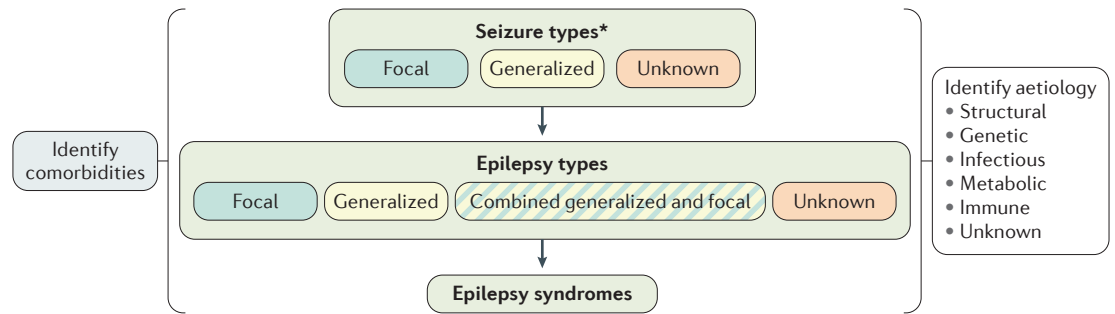 Seizure types*
Focal
Generalized
Unknown
Identify
comorbidities
Epilepsy types
Focal
Generalized
Combined generalized and focal
Unknown
Epilepsy syndromes
Identify aetiology
• Structural
• Genetic
• Infectious
• Metabolic
• Immune
• Unknown